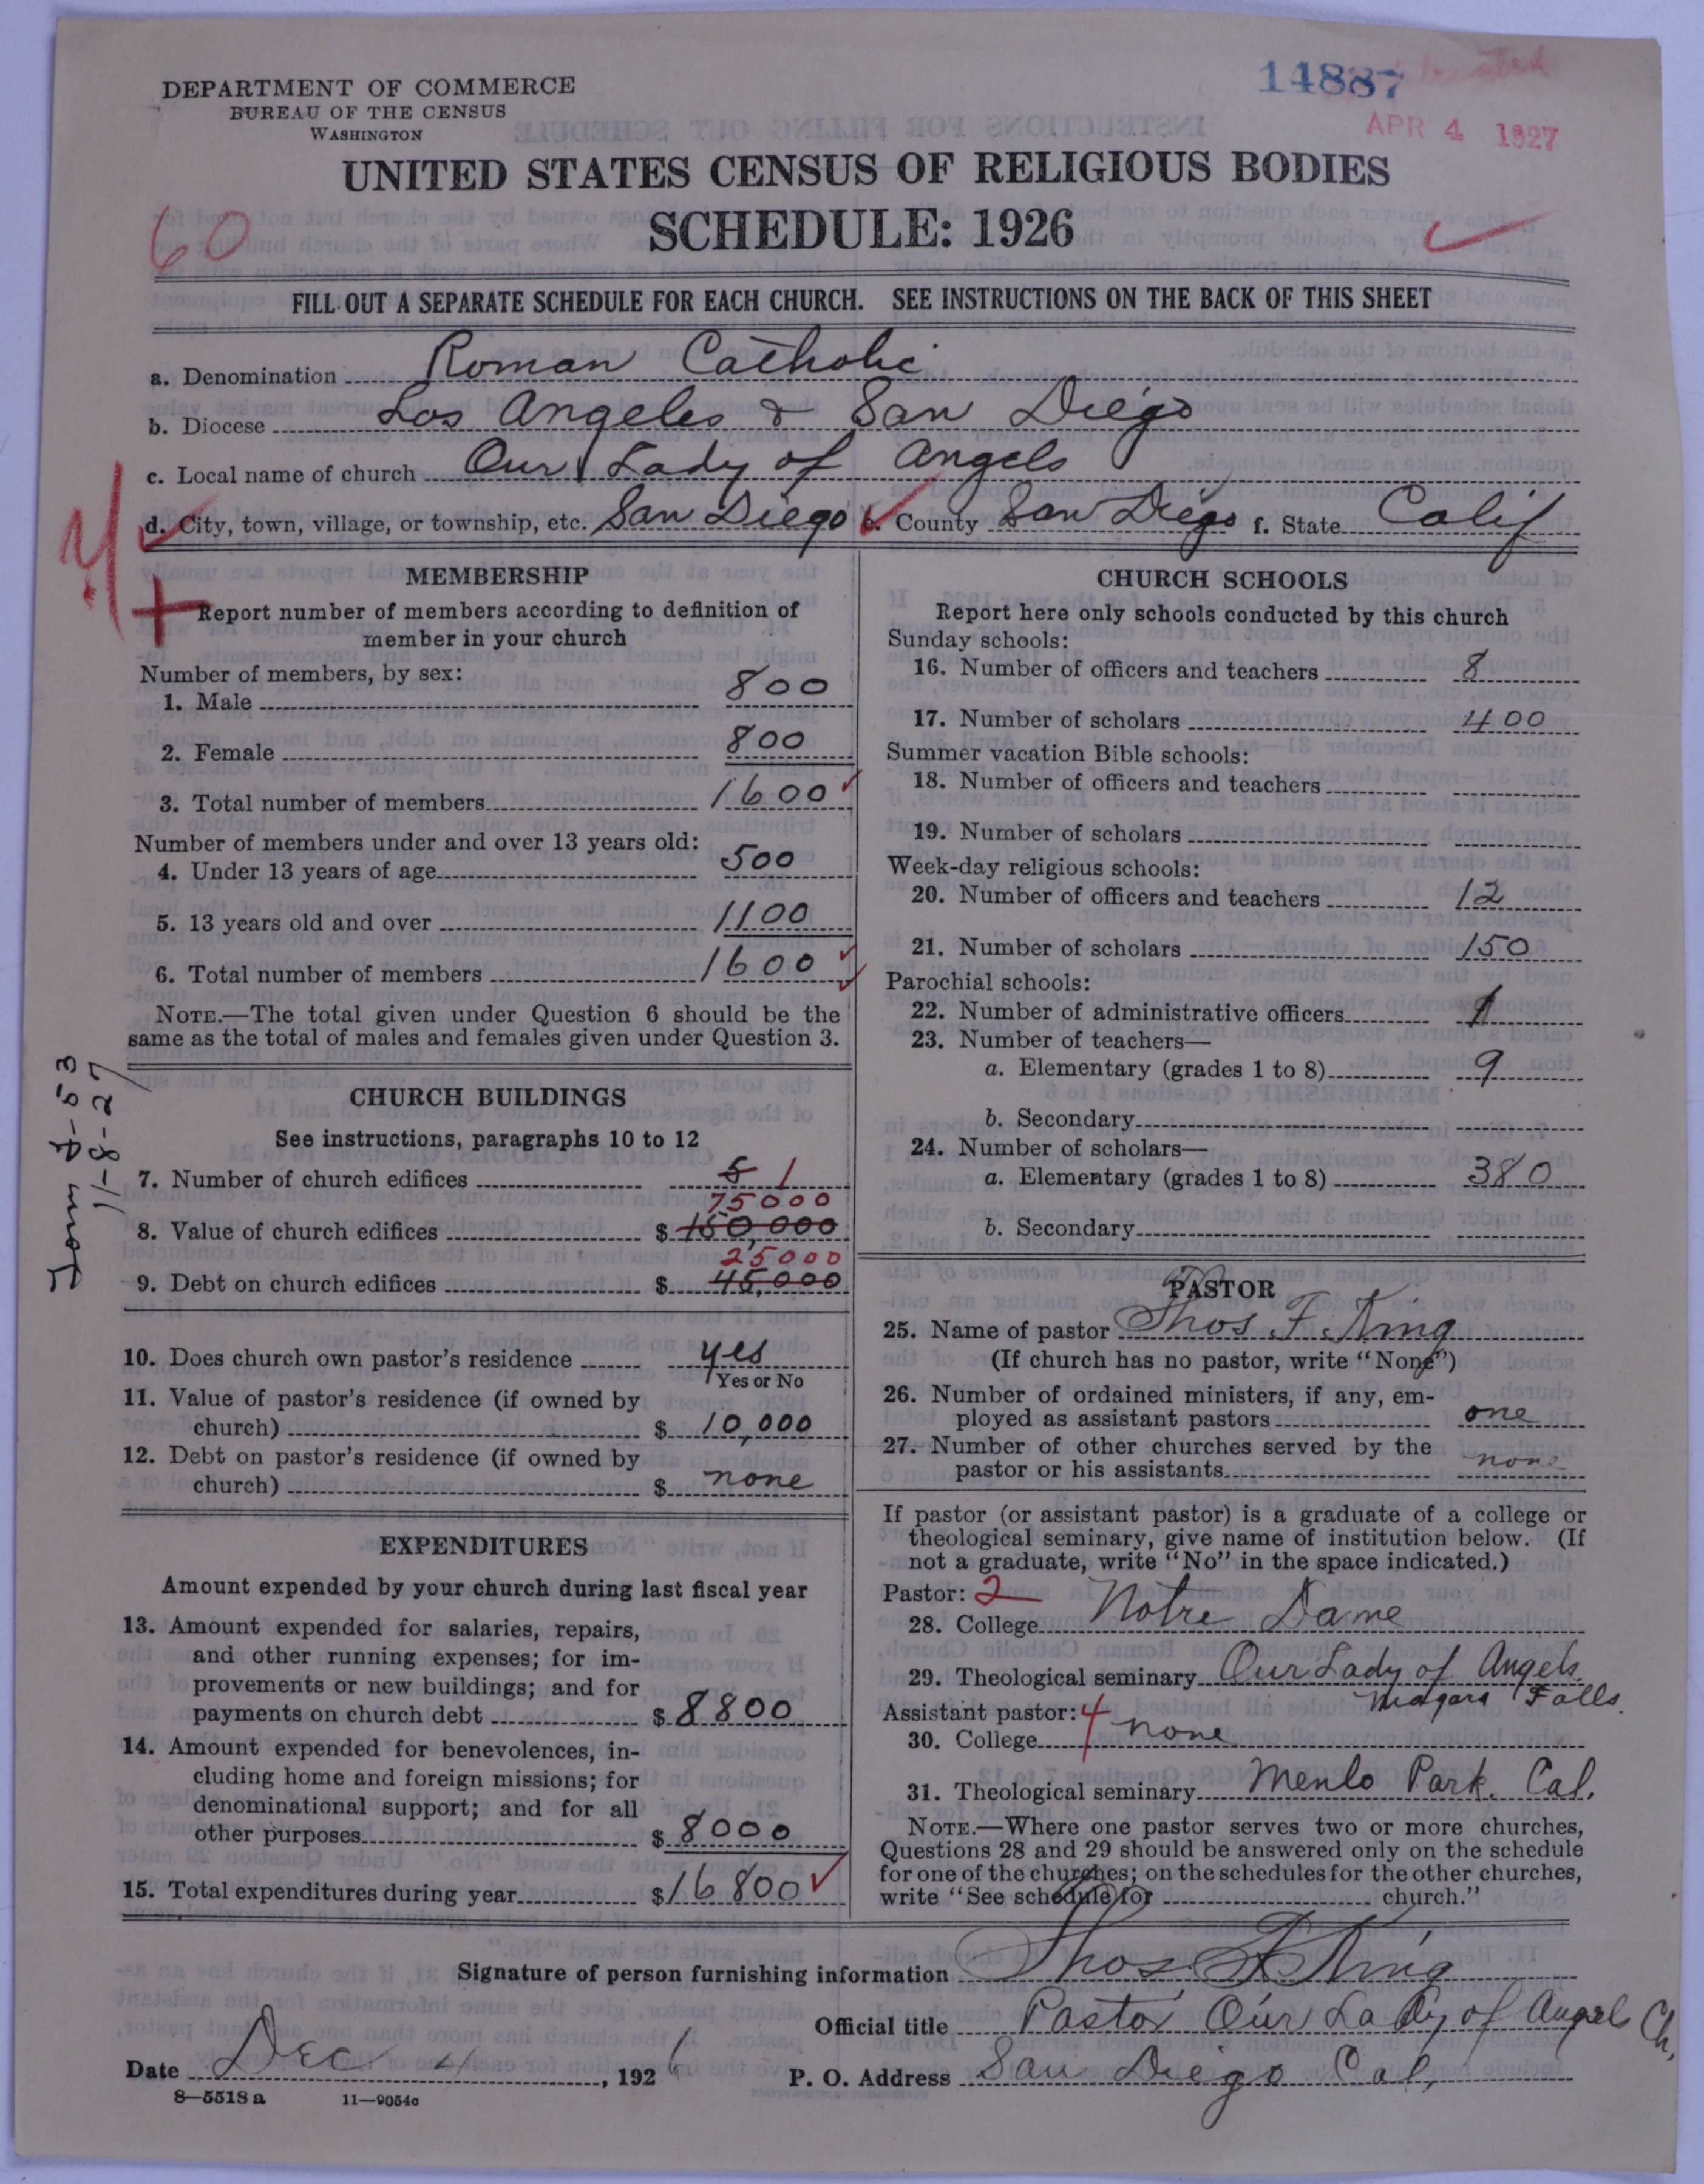 14887
APR 4 1927
DEPARTMENT OF COMMERCE
BUREAU OF THE CENSUS
WASHINGTON
UNITED STATES CENSUS OF RELIGIOUS BODIES
SCHEDULE: 1926
60
FILL OUT A SEPARATE SCHEDULE FOR EACH CHURCH. SEE INSTRUCTIONS ON THE BACK OF THIS SHEET
a. Denomination Roman Catholic
b. Diocese Los Angeles & San Diego
c. Local name of church Our Lady of Angels
d. City, town, village, or township, etc. San Diego e. County San Diego f. State Calif
MEMBERSHIP
Report number of members according to definition of
member in your church
Number of members, by sex:
1. Male 800
2. Female 800
3. Total number of members 1600
Number of members under and over 13 years old:
4. Under 13 years of age 500
5. 13 years old and over 1100
6. Total number of members 1600
NOTE.—The total given under Question 6 should be the
same as the total of males and females given under Question 3.
Form 8-53
11-8-27
CHURCH BUILDINGS
See instructions, paragraphs 10 to 12
7. Number of church edifices 5 1
75000
8. Value of church edifices $ 150,000
25000
9. Debt on church edifices $ 45,000
10. Does church own pastor's residence yes
Yes or No
11. Value of pastor's residence (if owned by
church) $ 10,000
12. Debt on pastor's residence (if owned by
church) $ none
EXPENDITURES
Amount expended by your church during last fiscal year
13. Amount expended for salaries, repairs,
and other running expenses; for im-
provements or new buildings; and for
payments on church debt $ 8800
14. Amount expended for benevolences, in-
cluding home and foreign missions; for
denominational support; and for all
other purposes $ 8000
15. Total expenditures during year $ 16800
CHURCH SCHOOLS
Report here only schools conducted by this church
Sunday schools:
16. Number of officers and teachers 8
17. Number of scholars 400
Summer vacation Bible schools:
18. Number of officers and teachers
19. Number of scholars
Week-day religious schools:
20. Number of officers and teachers 12
21. Number of scholars 150
Parochial schools:
22. Number of administrative officers 1
23. Number of teachers—
a. Elementary (grades 1 to 8) 9
b. Secondary
24. Number of scholars—
a. Elementary (grades 1 to 8) 380
b. Secondary
PASTOR
25. Name of pastor Thos F. King
(If church has no pastor, write "None")
26. Number of ordained ministers, if any, em-
ployed as assistant pastors one
27. Number of other churches served by the
pastor or his assistants none
If pastor (or assistant pastor) is a graduate of a college or
theological seminary, give name of institution below. (If
not a graduate, write "No" in the space indicated.)
Pastor: 2
28. College Notre Dame
29. Theological seminary Our Lady of Angels
Niagara Falls
Assistant pastor: 4
30. College none
31. Theological seminary Menlo Park. Cal.
NOTE.—Where one pastor serves two or more churches,
Questions 28 and 29 should be answered only on the schedule
for one of the churches; on the schedules for the other churches,
write "See schedule for church."
Signature of person furnishing information Thos. F. King
Official title Pastor Our Lady of Angels Ch.
Date Dec 4, 1926 P. O. Address San Diego Cal,
8—5518 a 11—9054c